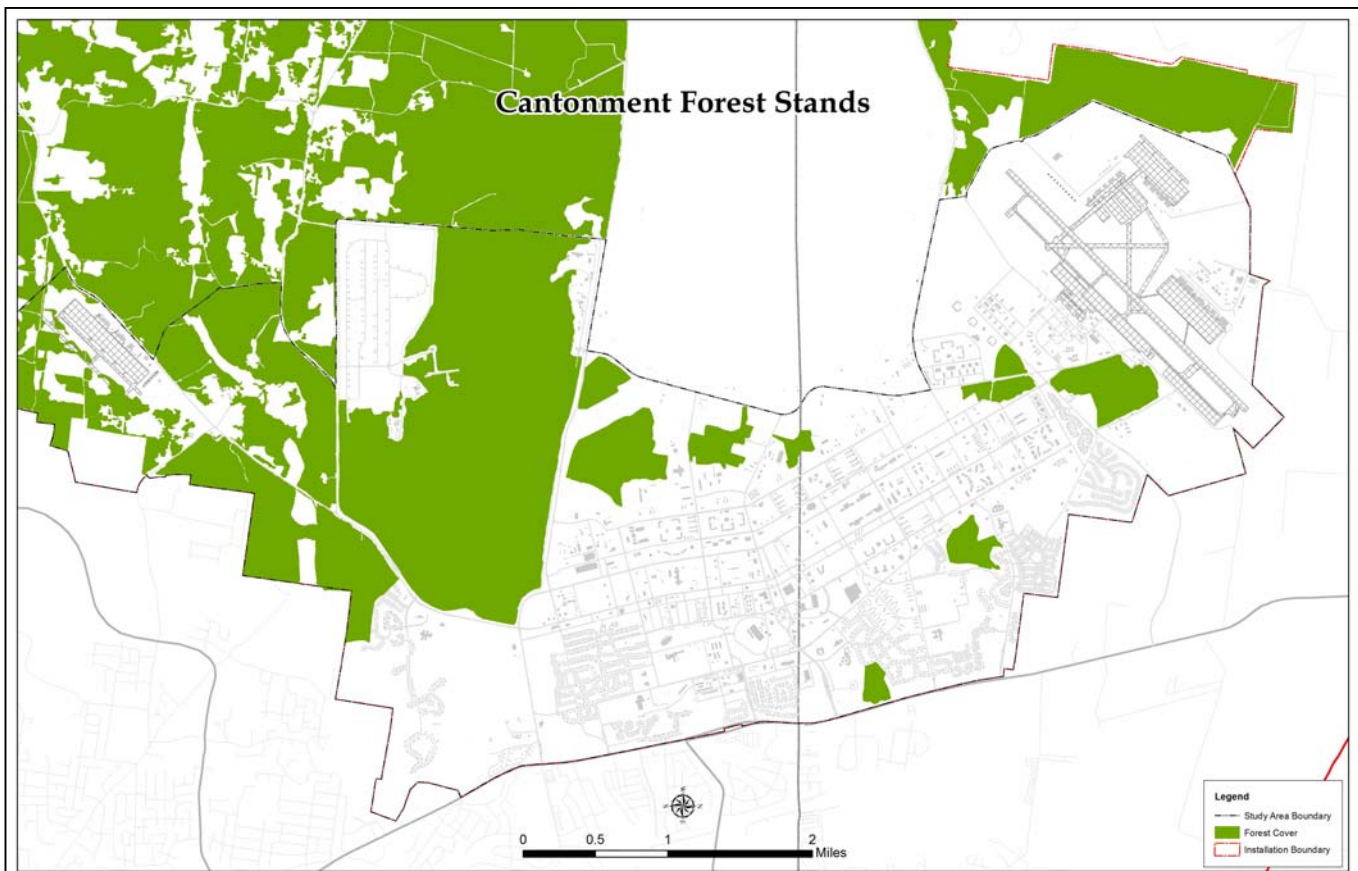 Cantonment Forest Stands
Legend
Study Area Boundary
Forest Cover
Installation Boundary
0 0.5 1 2
Miles